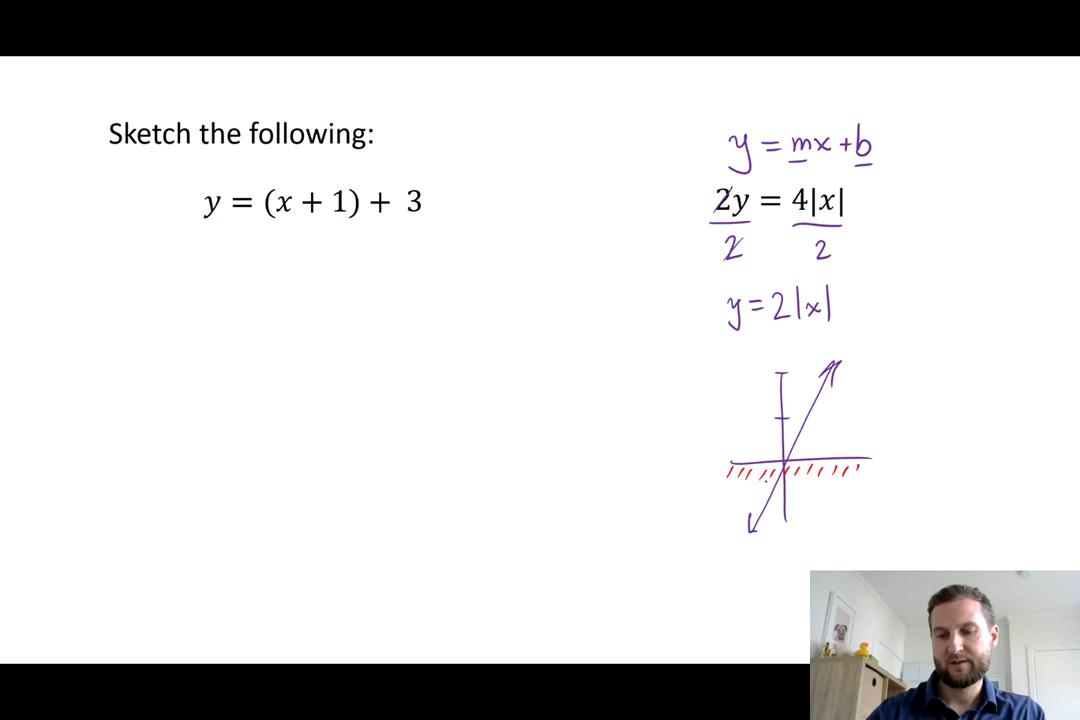 Sketch the following:
y = (x + 1) + 3
y = mx + b
2y = 4|x|
2 2
y = 2|x|